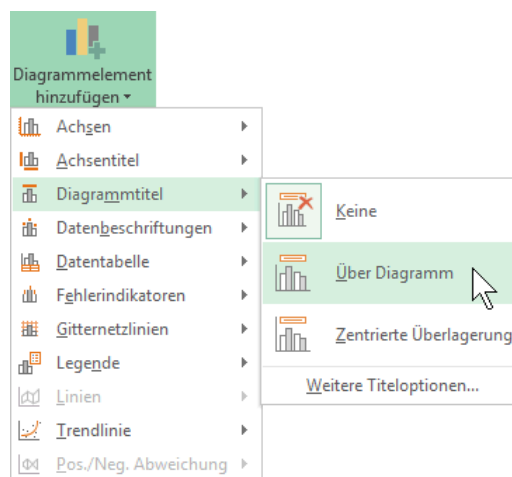 Diagrammelement
hinzufügen
Achsen
Achsentitel
Diagrammtitel
Datenbeschriftungen
Datentabelle
Fehlerindikatoren
Gitternetzlinien
Legende
Linien
Trendlinie
Pos./Neg. Abweichung
Keine
Über Diagramm
Zentrierte Überlagerung
Weitere Titeloptionen...